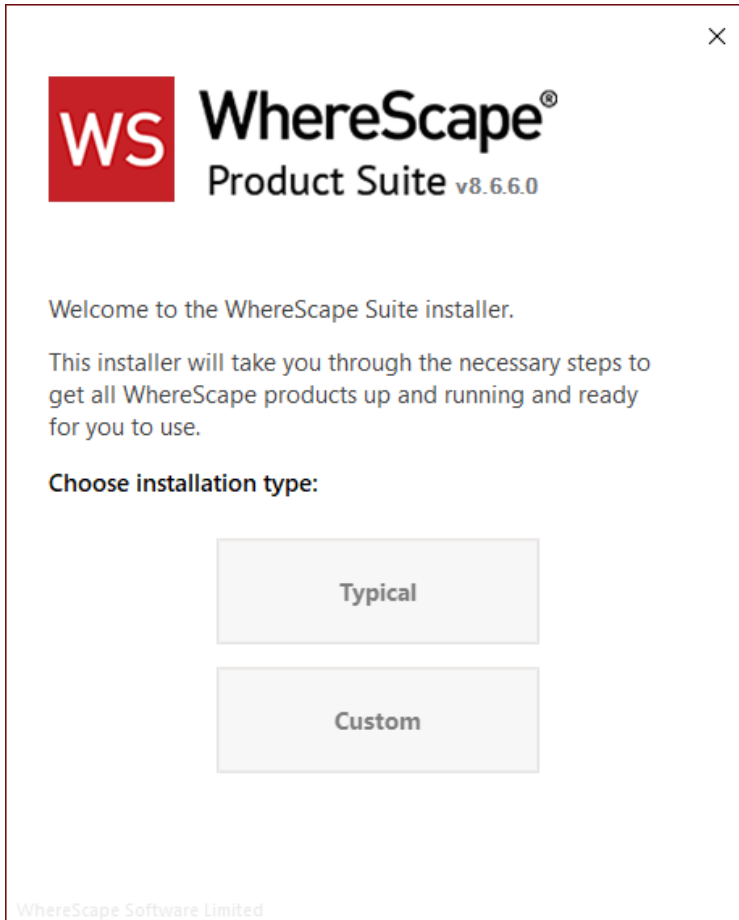 WS
WhereScape®
Product Suite v8.6.6.0
Welcome to the WhereScape Suite installer.
This installer will take you through the necessary steps to
get all WhereScape products up and running and ready
for you to use.
Choose installation type:
Typical
Custom
WhereScape Software Limited